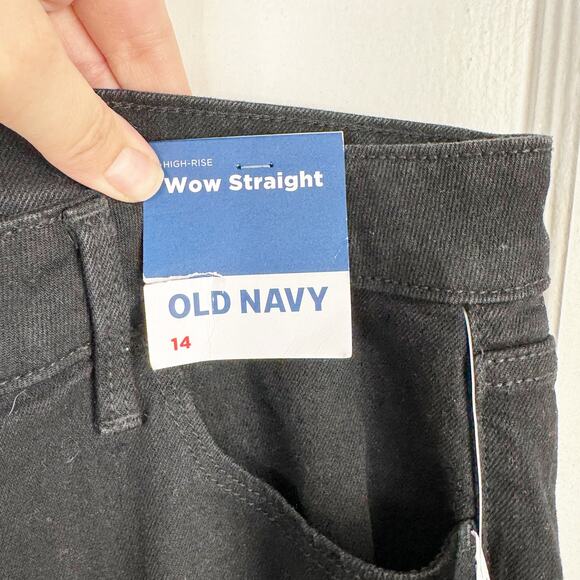 HIGH-RISE
Wow Straight
OLD NAVY
14